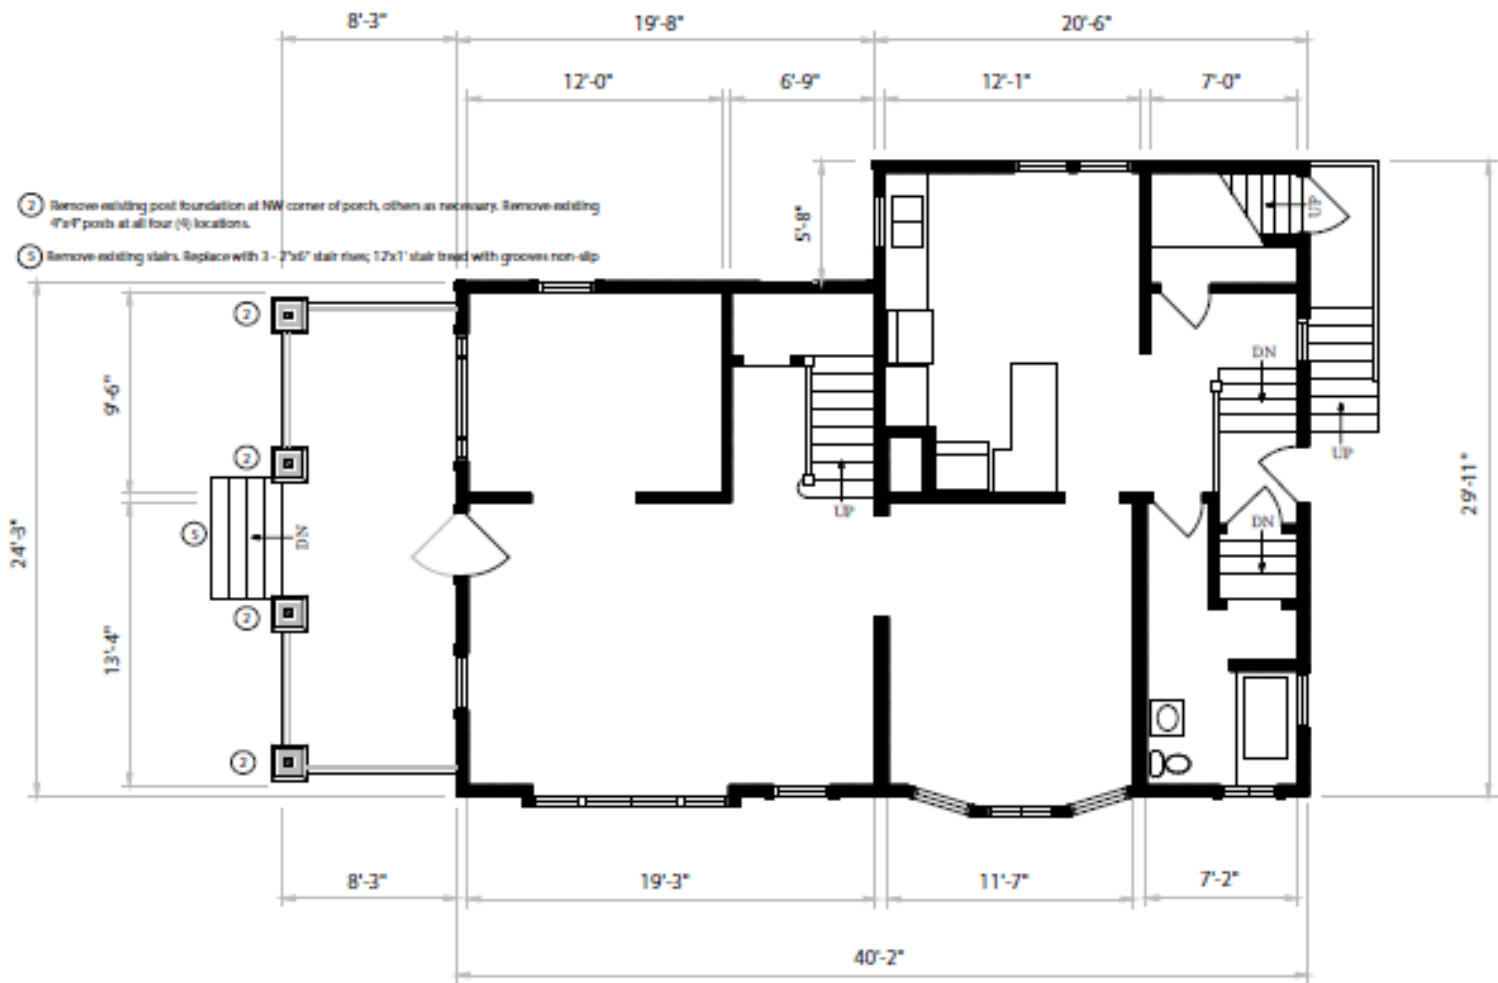 8'-3"
19'-8"
20'-6"
12'-0"
6'-9"
12'-1"
7'-0"
2 Remove existing post foundation at NW corner of porch, others as necessary. Remove existing
4"x4" posts at all four (4) locations.
5 Remove existing stairs. Replace with 3 - 2"x6" stair rises; 12'x1' stair tread with grooves non-slip
5'-8"
UP
2
9'-6"
DN
2
UP
29'-11"
UP
5
DN
DN
24'-3"
2
13'-4"
2
8'-3"
19'-3"
11'-7"
7'-2"
40'-2"